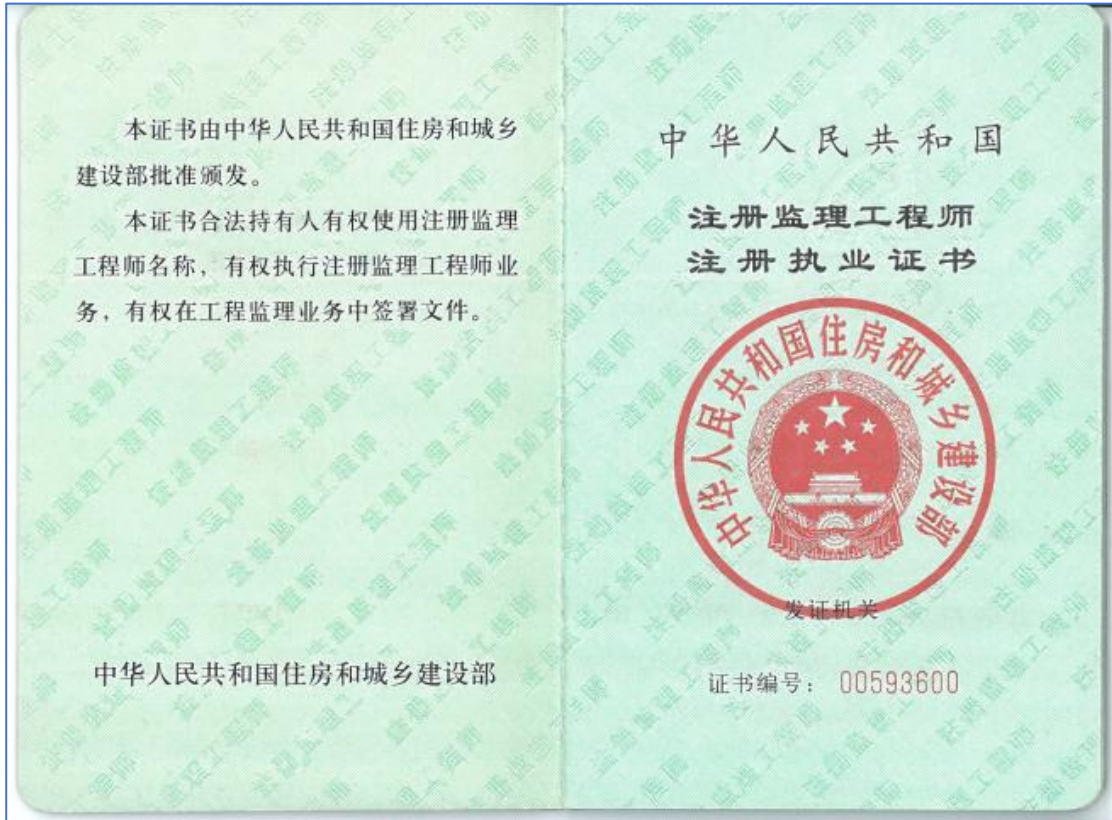 本证书由中华人民共和国住房和城乡
建设部批准颁发。
本证书合法持有人有权使用注册监理
工程师名称，有权执行注册监理工程师业
务，有权在工程监理业务中签署文件。
中华人民共和国住房和城乡建设部
中华人民共和国
注册监理工程师
注册执业证书
中华人民共和国住房和城乡建设部
发证机关
证书编号： 00593600